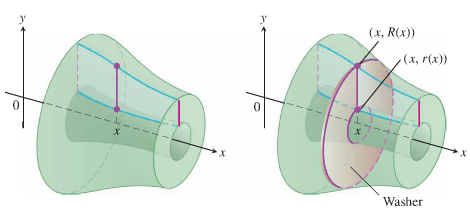 y
0
x
x
y
(x, R(x))
(x, r(x))
0
x
x
Washer